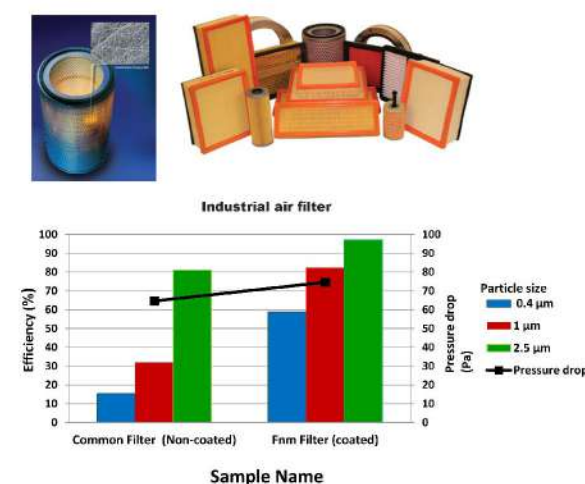 Industrial air filter
100
90
80
70
60
50
40
30
20
10
0
Efficiency (%)
100
90
80
70
60
50
40
30
20
10
0
Pressure drop
(Pa)
Particle size
0.4 µm
1 µm
2.5 µm
Pressure drop
Common Filter (Non-coated)
Fnm Filter (coated)
Sample Name